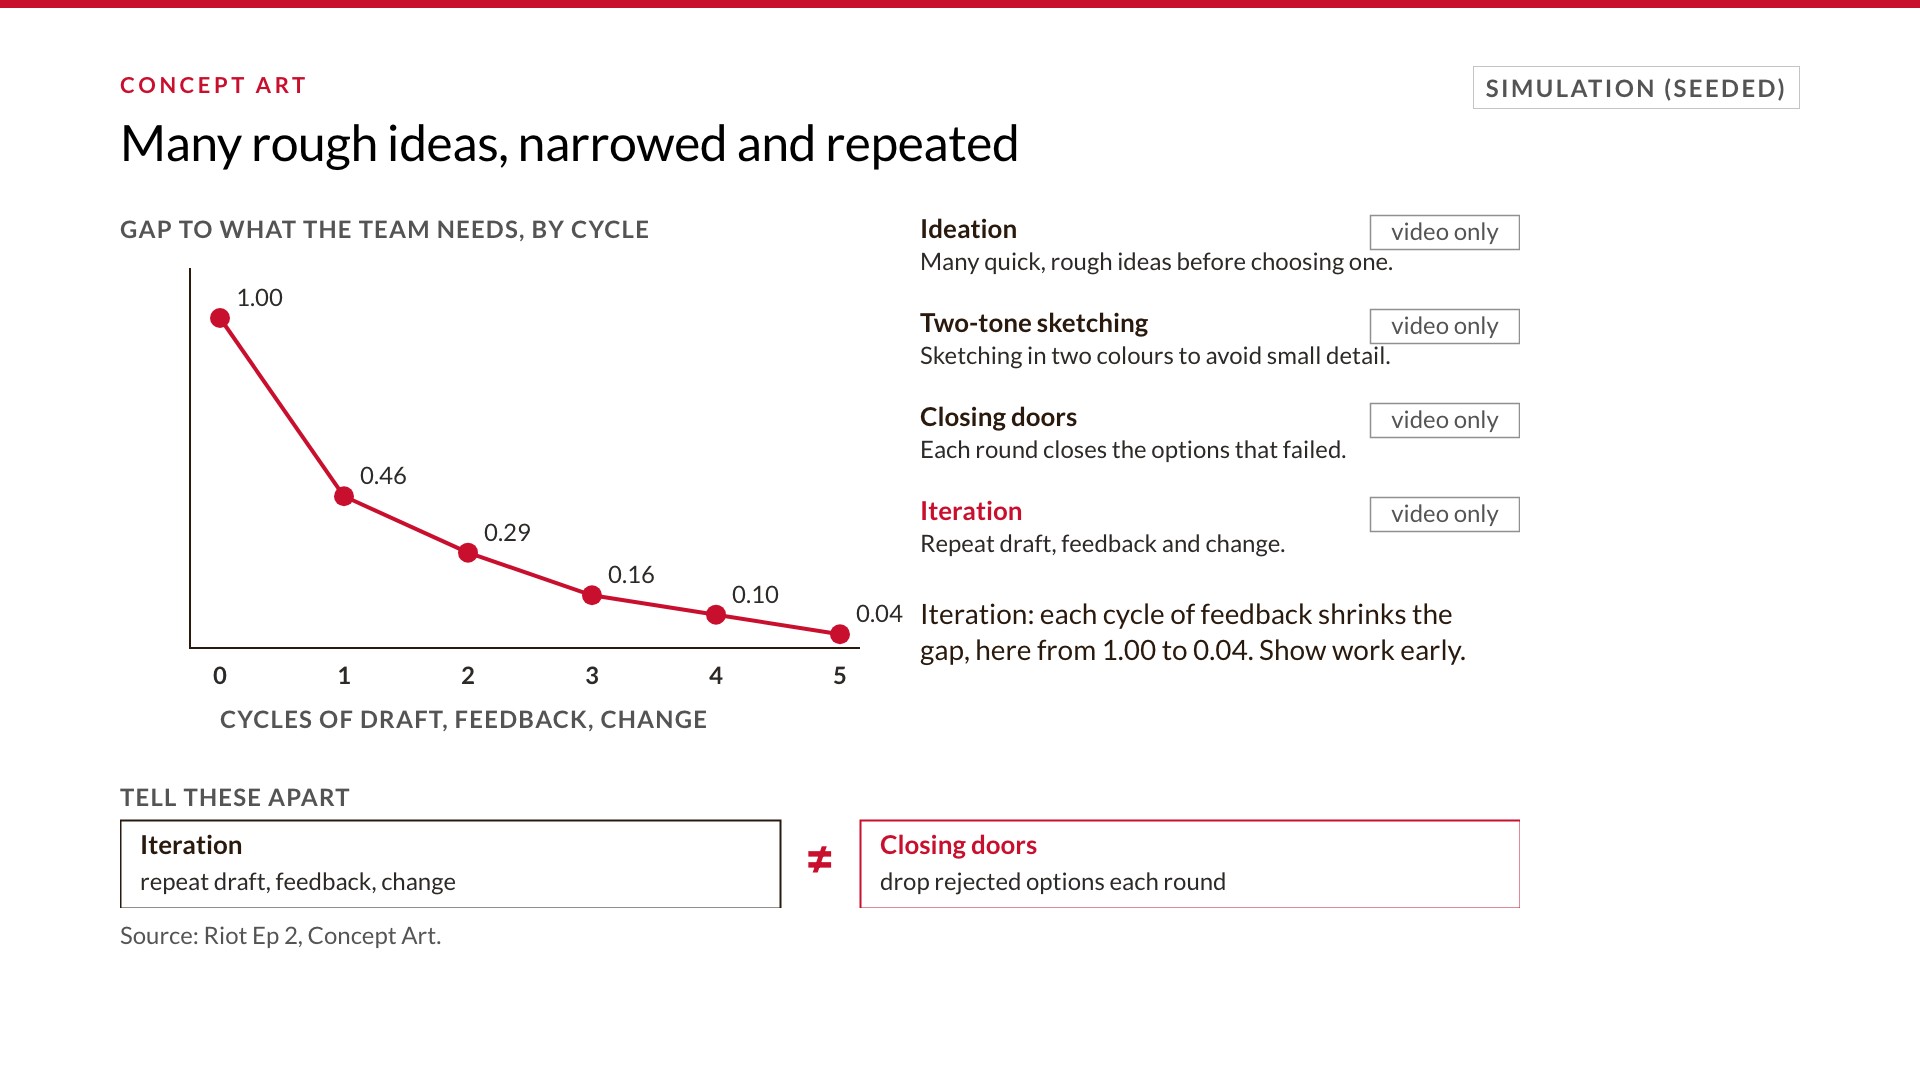 CONCEPT ART
SIMULATION (SEEDED)
Many rough ideas, narrowed and repeated
GAP TO WHAT THE TEAM NEEDS, BY CYCLE
1.00
0.46
0.29
0.16
0.10
0.04
0 1 2 3 4 5
CYCLES OF DRAFT, FEEDBACK, CHANGE
Ideation
video only
Many quick, rough ideas before choosing one.
Two-tone sketching
video only
Sketching in two colours to avoid small detail.
Closing doors
video only
Each round closes the options that failed.
Iteration
video only
Repeat draft, feedback and change.
Iteration: each cycle of feedback shrinks the
gap, here from 1.00 to 0.04. Show work early.
TELL THESE APART
Iteration
repeat draft, feedback, change
≠
Closing doors
drop rejected options each round
Source: Riot Ep 2, Concept Art.